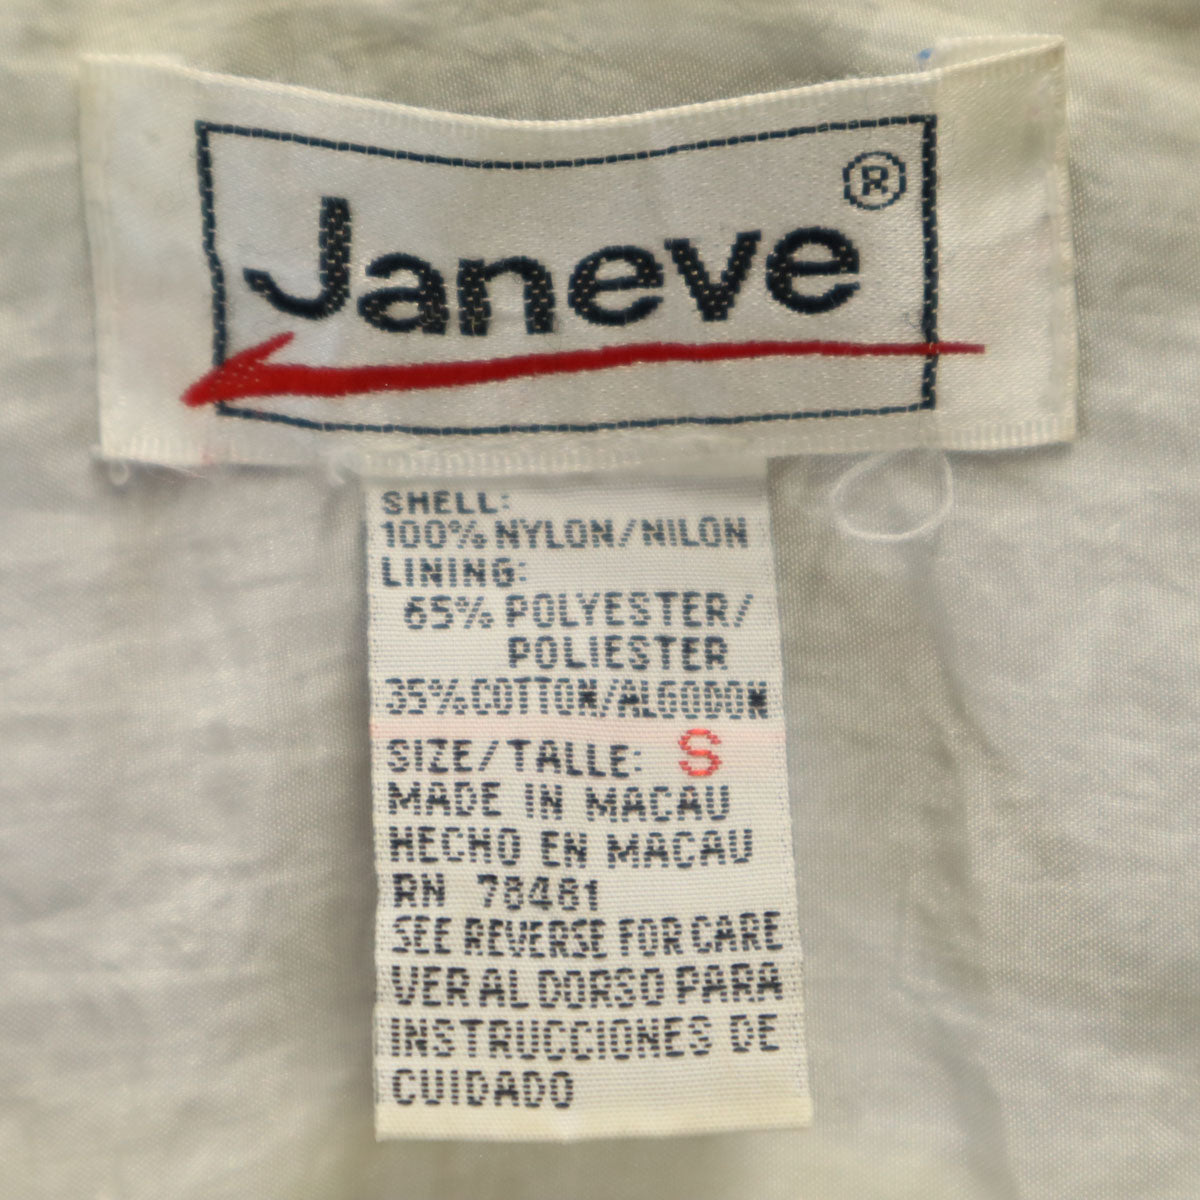 Janeve ®
SHELL:
100% NYLON/NILON
LINING:
65% POLYESTER/
POLIESTER
35% COTTON/ALGODON
SIZE/TALLE: S
MADE IN MACAU
HECHO EN MACAU
RN 78481
SEE REVERSE FOR CARE
VER AL DORSO PARA
INSTRUCCIONES DE
CUIDADO